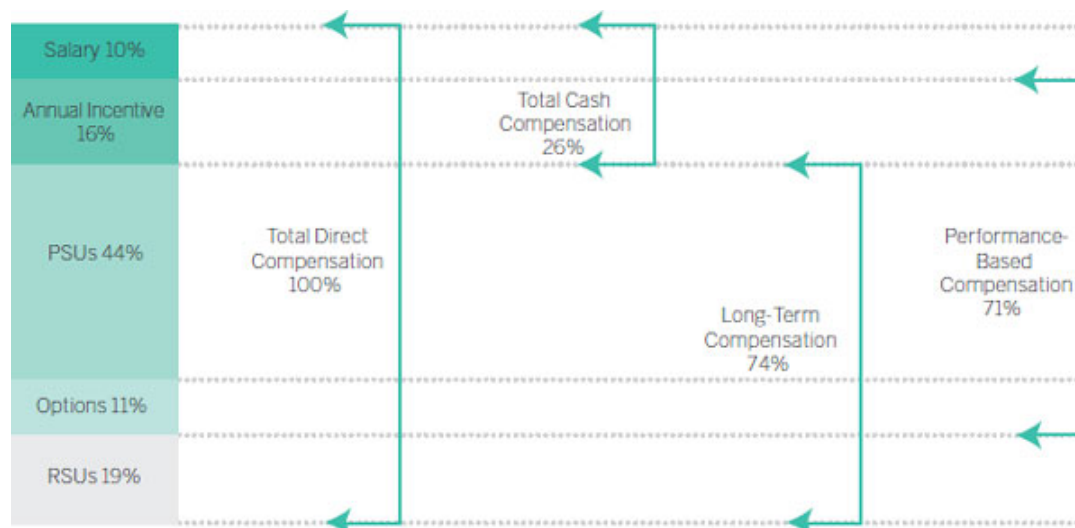 Salary 10%
Annual Incentive
16%
PSUs 44%
Options 11%
RSUs 19%
Total Direct
Compensation
100%
Total Cash
Compensation
26%
Long-Term
Compensation
74%
Performance-
Based
Compensation
71%